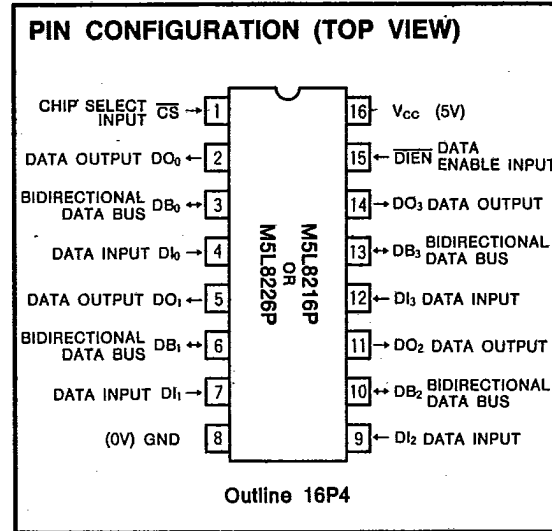 PIN CONFIGURATION (TOP VIEW)
CHIP SELECT
INPUT C̅S̅ → 1
DATA OUTPUT DO₀ ← 2
BIDIRECTIONAL
DATA BUS DB₀ ↔ 3
DATA INPUT DI₀ → 4
DATA OUTPUT DO₁ ← 5
BIDIRECTIONAL
DATA BUS DB₁ ↔ 6
DATA INPUT DI₁ → 7
(0V) GND 8
M5L8216P
OR
M5L8226P
16 Vcc (5V)
15 ← D̅I̅E̅N̅ DATA
ENABLE INPUT
14 → DO₃ DATA OUTPUT
13 ↔ DB₃ BIDIRECTIONAL
DATA BUS
12 ← DI₃ DATA INPUT
11 → DO₂ DATA OUTPUT
10 ↔ DB₂ BIDIRECTIONAL
DATA BUS
9 ← DI₂ DATA INPUT
Outline 16P4